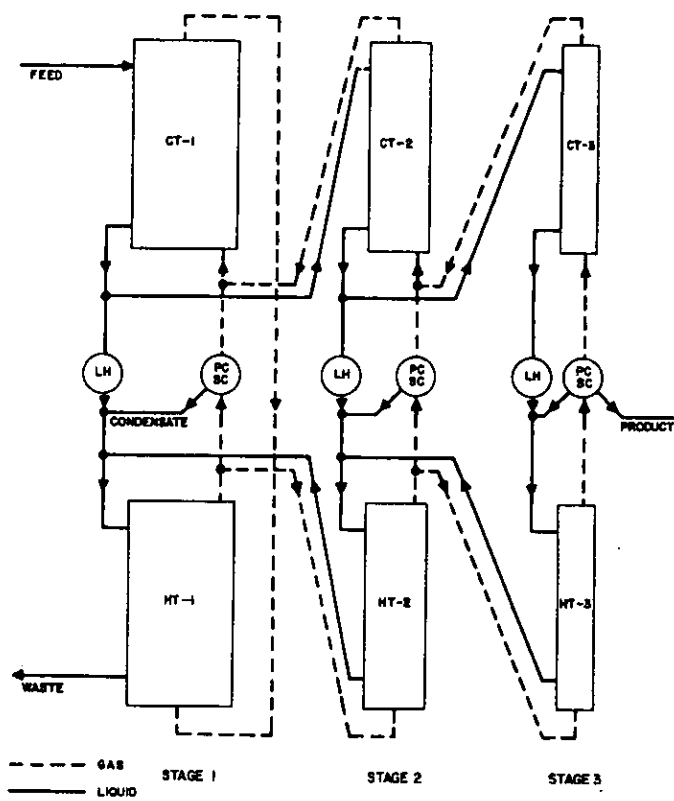 FEED
CT-1
CT-2
CT-3
LH
PC
SC
LH
PC
SC
LH
PC
SC
CONDENSATE
PRODUCT
HT-1
HT-2
HT-3
WASTE
GAS
LIQUID
STAGE 1
STAGE 2
STAGE 3